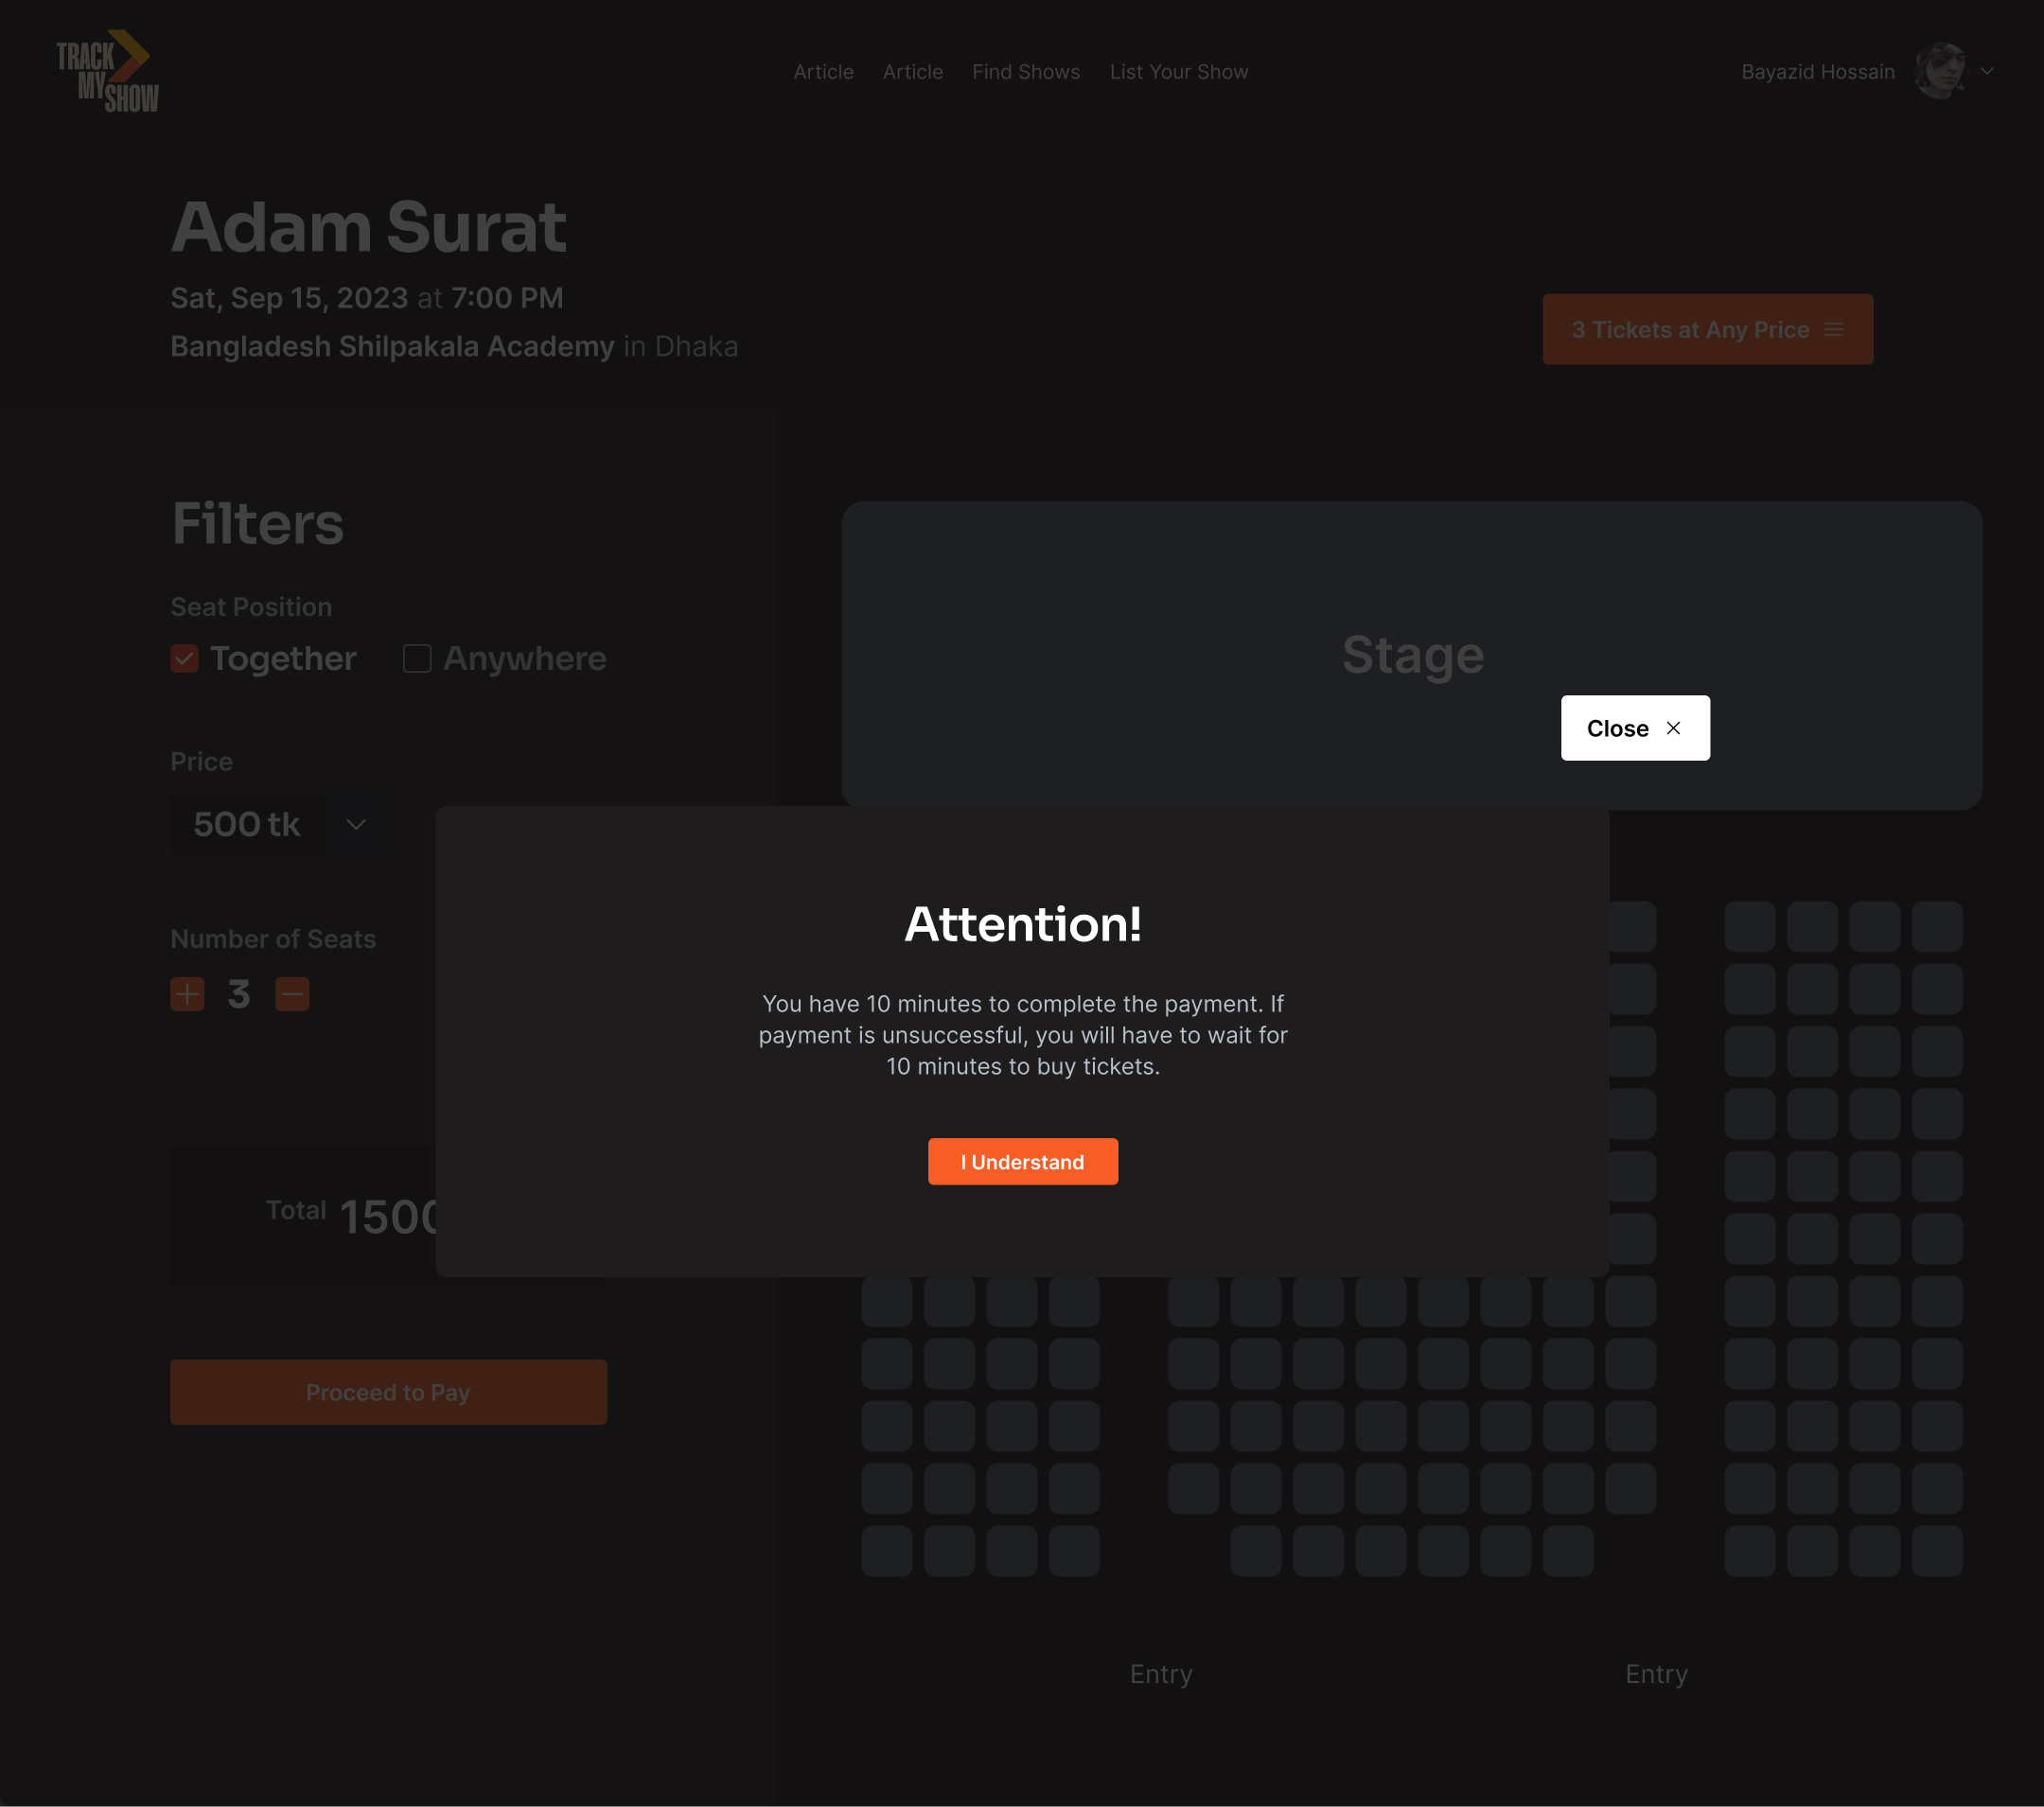 TRACK
MY
SHOW
Article Article Find Shows List Your Show
Bayazid Hossain
Adam Surat
Sat, Sep 15, 2023 at 7:00 PM
Bangladesh Shilpakala Academy in Dhaka
3 Tickets at Any Price
Filters
Seat Position
Together Anywhere
Price
500 tk
Number of Seats
3
Total 1500
Proceed to Pay
Stage
Close
Attention!
You have 10 minutes to complete the payment. If
payment is unsuccessful, you will have to wait for
10 minutes to buy tickets.
I Understand
Entry Entry